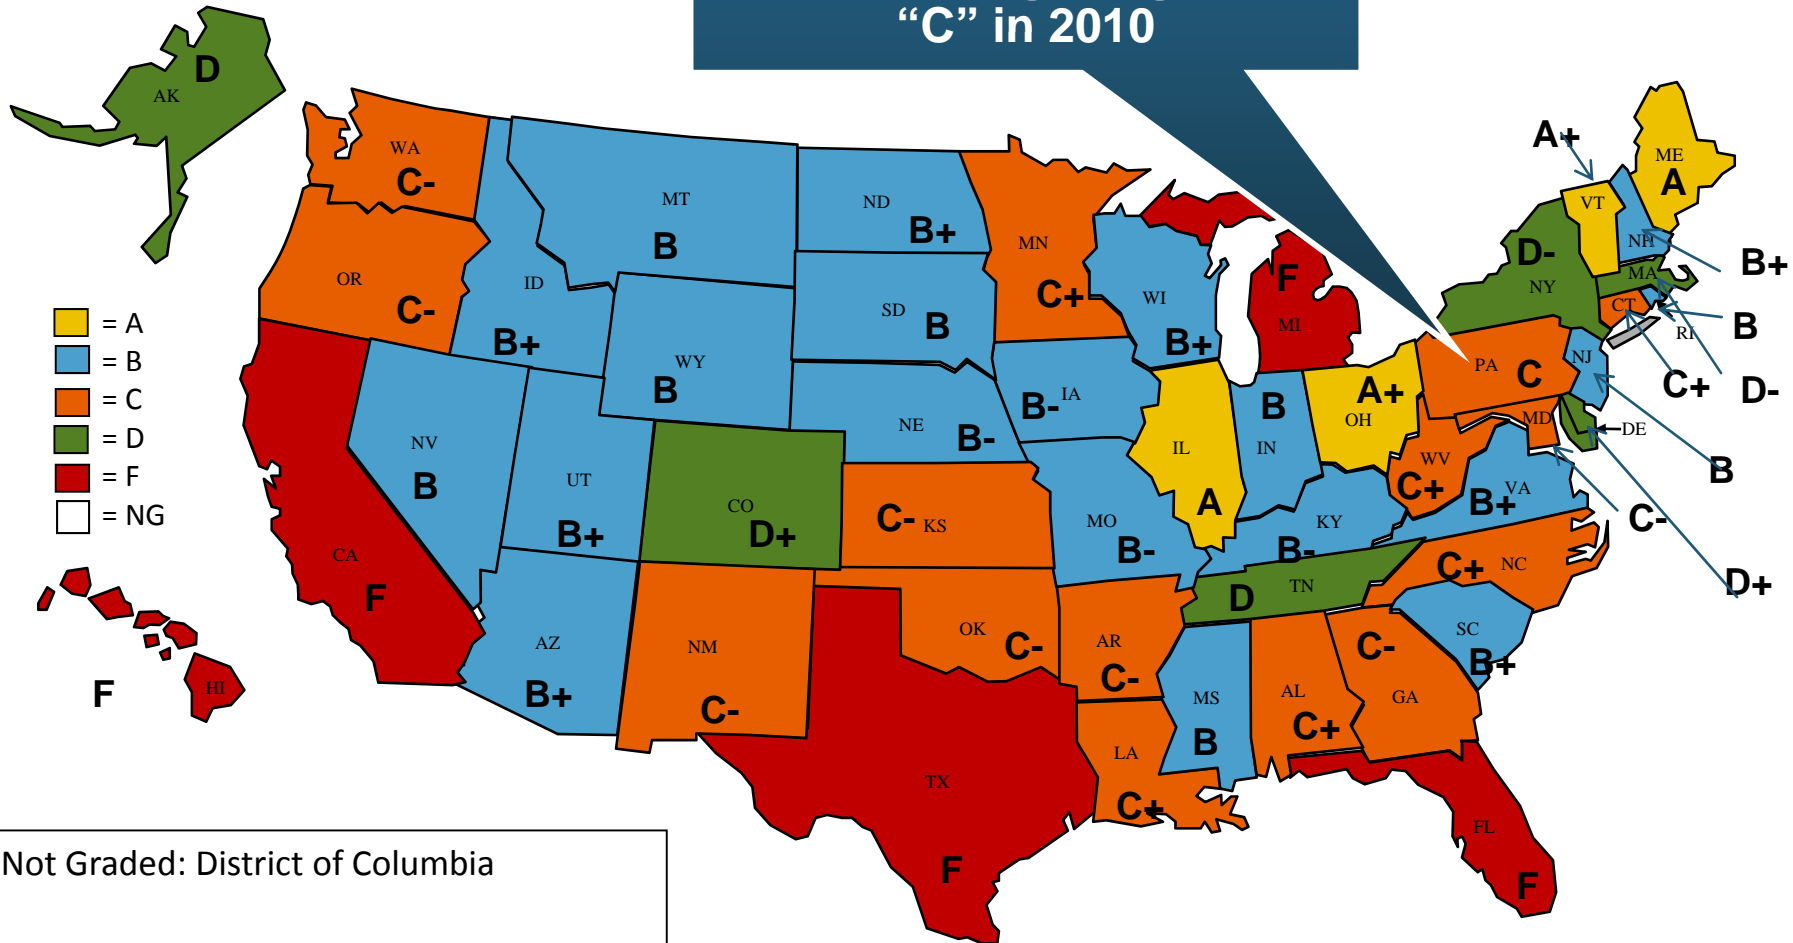 “C” in 2010
D
AK
WA
C-
MT
B
ND
B+
MN
C+
A+
ME
A
VT
OR
C-
ID
B+
SD
B
WI
B+
F
MI
D-
NY
NH
B+
MA
CT
RI
B
C+
D-
= A
= B
= C
= D
= F
= NG
WY
B
NE
B-
B-
IA
B
IN
A+
OH
PA
C
NJ
B
MD
DE
C-
D+
NV
B
UT
B+
CO
D+
C-
KS
MO
B-
IL
A
KY
B-
WV
C+
B+
VA
CA
F
AZ
B+
NM
C-
OK
C-
AR
C-
D
TN
C+
NC
SC
B+
F
HI
TX
F
LA
C+
MS
B
AL
C+
C-
GA
FL
F
Not Graded: District of Columbia